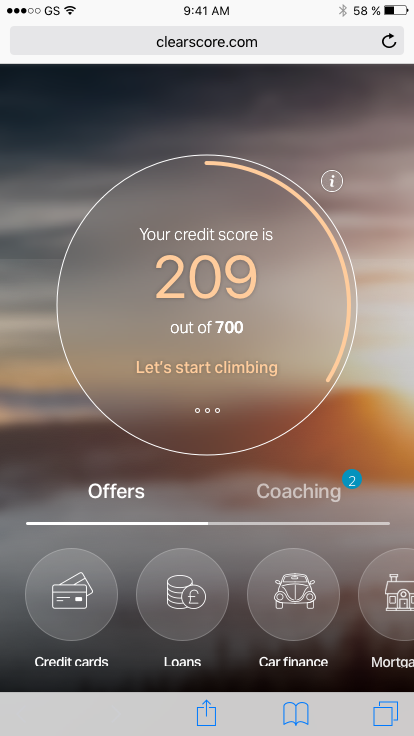 GS 9:41 AM 58 %
clearscore.com
i
Your credit score is
209
out of 700
Let's start climbing
Offers Coaching 2
£
Credit cards Loans Car finance Mortga